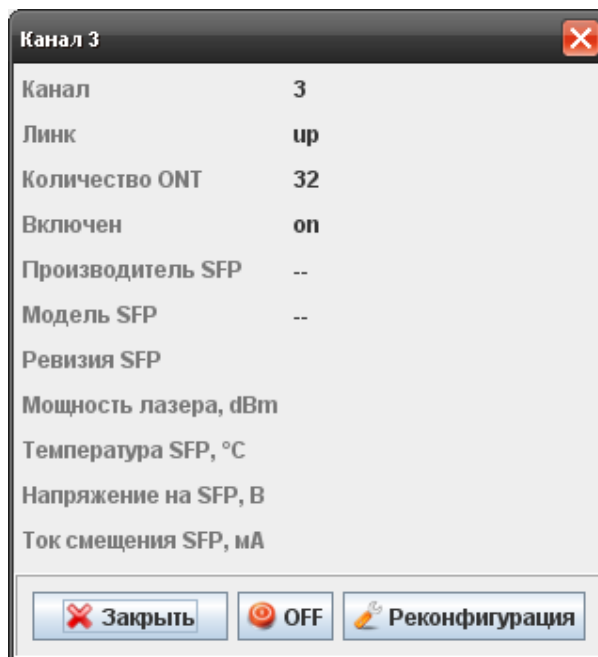 Канал 3
Канал 3
Линк up
Количество ONT 32
Включен on
Производитель SFP --
Модель SFP --
Ревизия SFP
Мощность лазера, dBm
Температура SFP, °C
Напряжение на SFP, В
Ток смещения SFP, мА
Закрыть OFF Реконфигурация